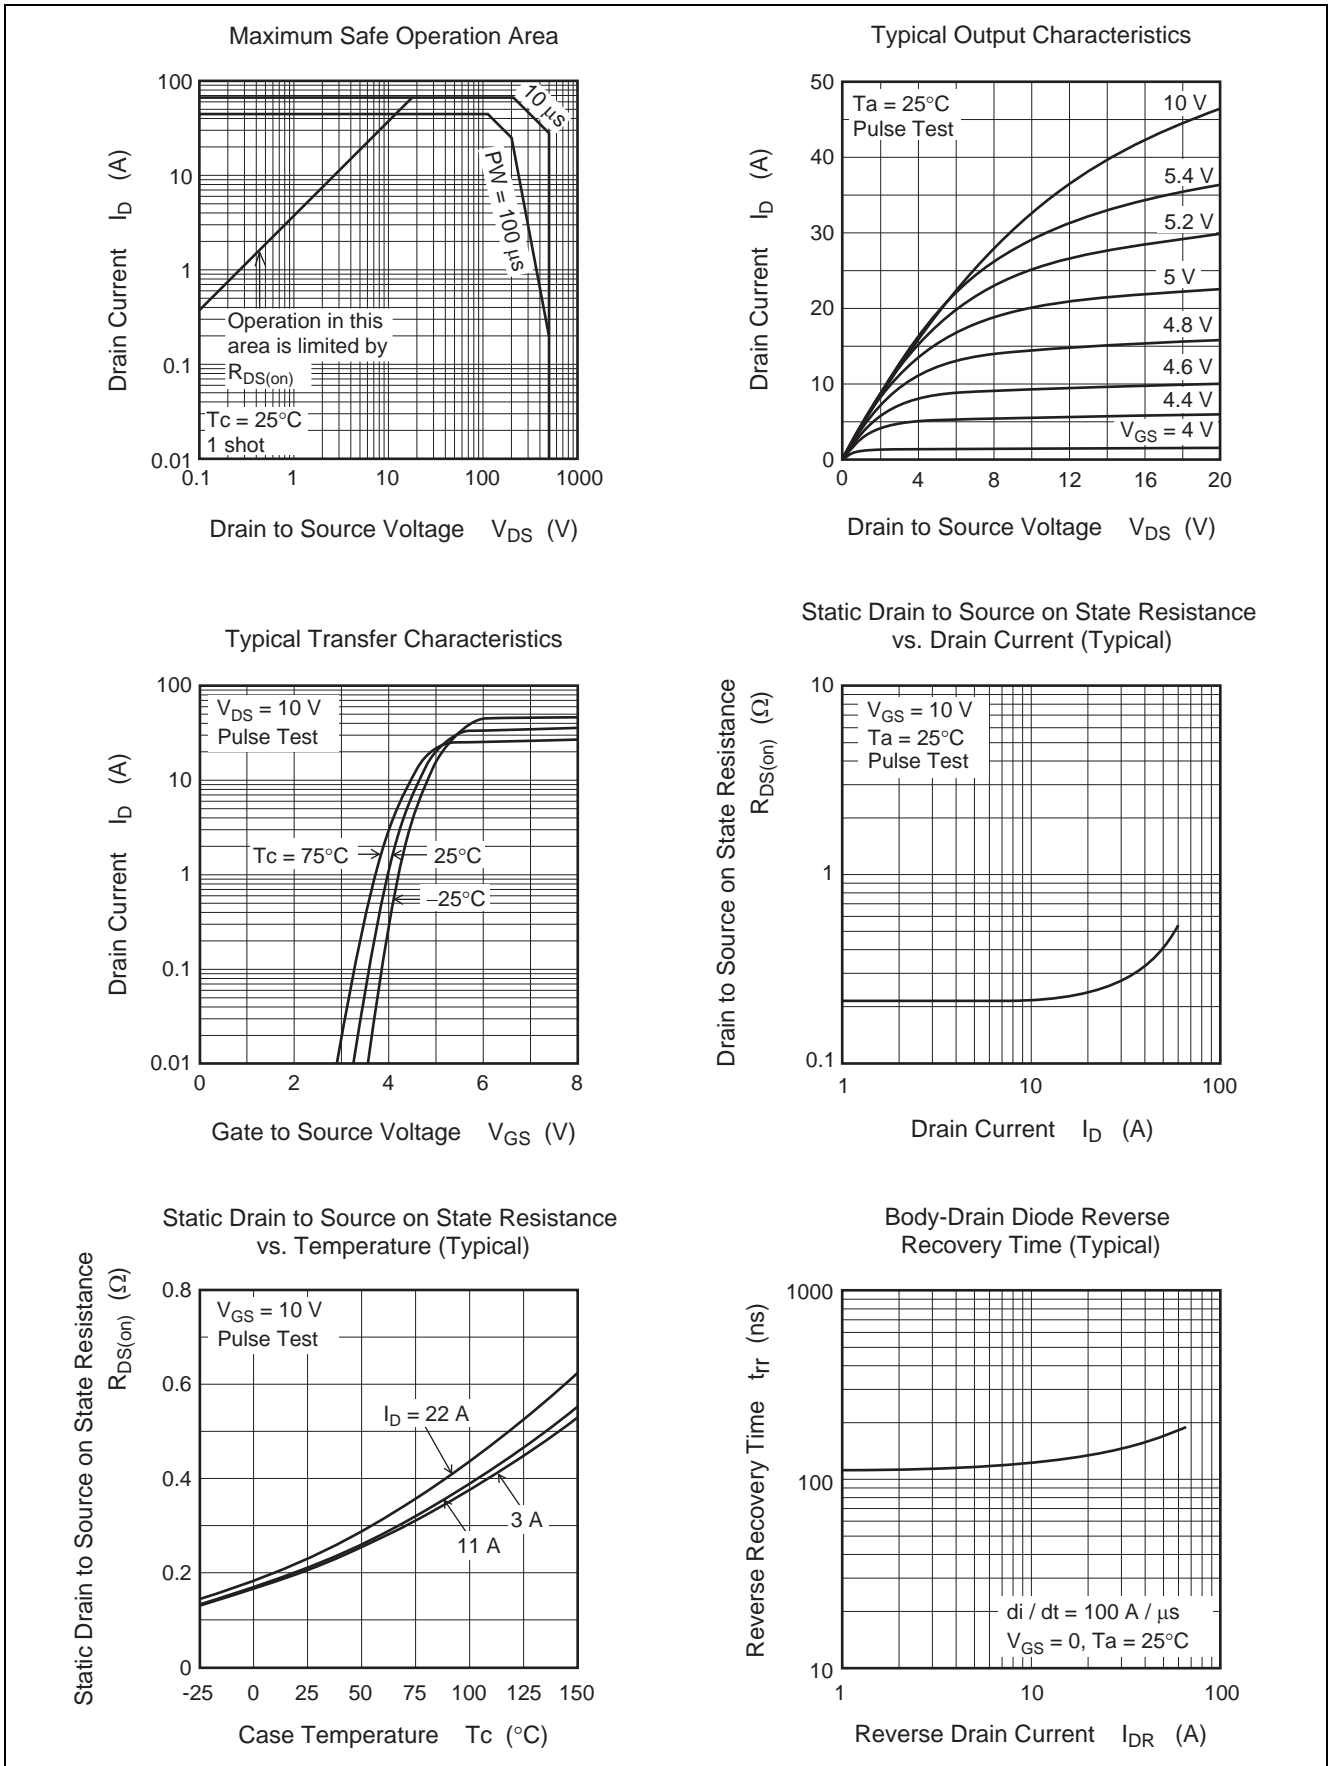 Maximum Safe Operation Area
Drain Current I_D (A)
100
10
1
0.1
0.01
10 μs
PW = 100 μs
Operation in this
area is limited by
R_DS(on)
Tc = 25°C
1 shot
0.1 1 10 100 1000
Drain to Source Voltage V_DS (V)
Typical Output Characteristics
Drain Current I_D (A)
50
40
30
20
10
0
Ta = 25°C
Pulse Test
10 V
5.4 V
5.2 V
5 V
4.8 V
4.6 V
4.4 V
V_GS = 4 V
0 4 8 12 16 20
Drain to Source Voltage V_DS (V)
Typical Transfer Characteristics
Drain Current I_D (A)
100
10
1
0.1
0.01
V_DS = 10 V
Pulse Test
Tc = 75°C
25°C
−25°C
0 2 4 6 8
Gate to Source Voltage V_GS (V)
Static Drain to Source on State Resistance
vs. Drain Current (Typical)
Drain to Source on State Resistance
R_DS(on) (Ω)
10
1
0.1
V_GS = 10 V
Ta = 25°C
Pulse Test
1 10 100
Drain Current I_D (A)
Static Drain to Source on State Resistance
vs. Temperature (Typical)
Static Drain to Source on State Resistance
R_DS(on) (Ω)
0.8
0.6
0.4
0.2
0
V_GS = 10 V
Pulse Test
I_D = 22 A
3 A
11 A
-25 0 25 50 75 100 125 150
Case Temperature Tc (°C)
Body-Drain Diode Reverse
Recovery Time (Typical)
Reverse Recovery Time t_rr (ns)
1000
100
10
di / dt = 100 A / μs
V_GS = 0, Ta = 25°C
1 10 100
Reverse Drain Current I_DR (A)